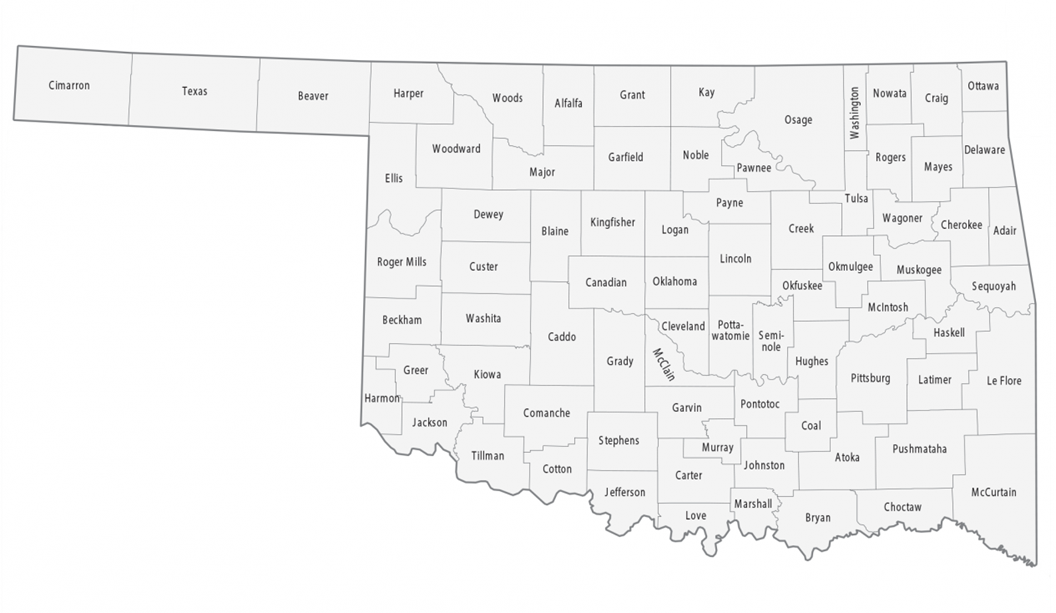 Cimarron
Texas
Beaver
Harper
Woods
Alfalfa
Grant
Kay
Osage
Washington
Nowata
Craig
Ottawa
Ellis
Woodward
Major
Garfield
Noble
Pawnee
Rogers
Mayes
Delaware
Dewey
Blaine
Kingfisher
Logan
Payne
Creek
Tulsa
Wagoner
Cherokee
Adair
Roger Mills
Custer
Canadian
Oklahoma
Lincoln
Okfuskee
Okmulgee
Muskogee
Sequoyah
Beckham
Washita
Caddo
Grady
Cleveland
McClain
Potta-
watomie
Semi-
nole
Hughes
McIntosh
Haskell
Pittsburg
Latimer
Le Flore
Harmon
Greer
Kiowa
Jackson
Comanche
Garvin
Pontotoc
Coal
Tillman
Cotton
Stephens
Murray
Carter
Johnston
Atoka
Pushmataha
Jefferson
Love
Marshall
Bryan
Choctaw
McCurtain